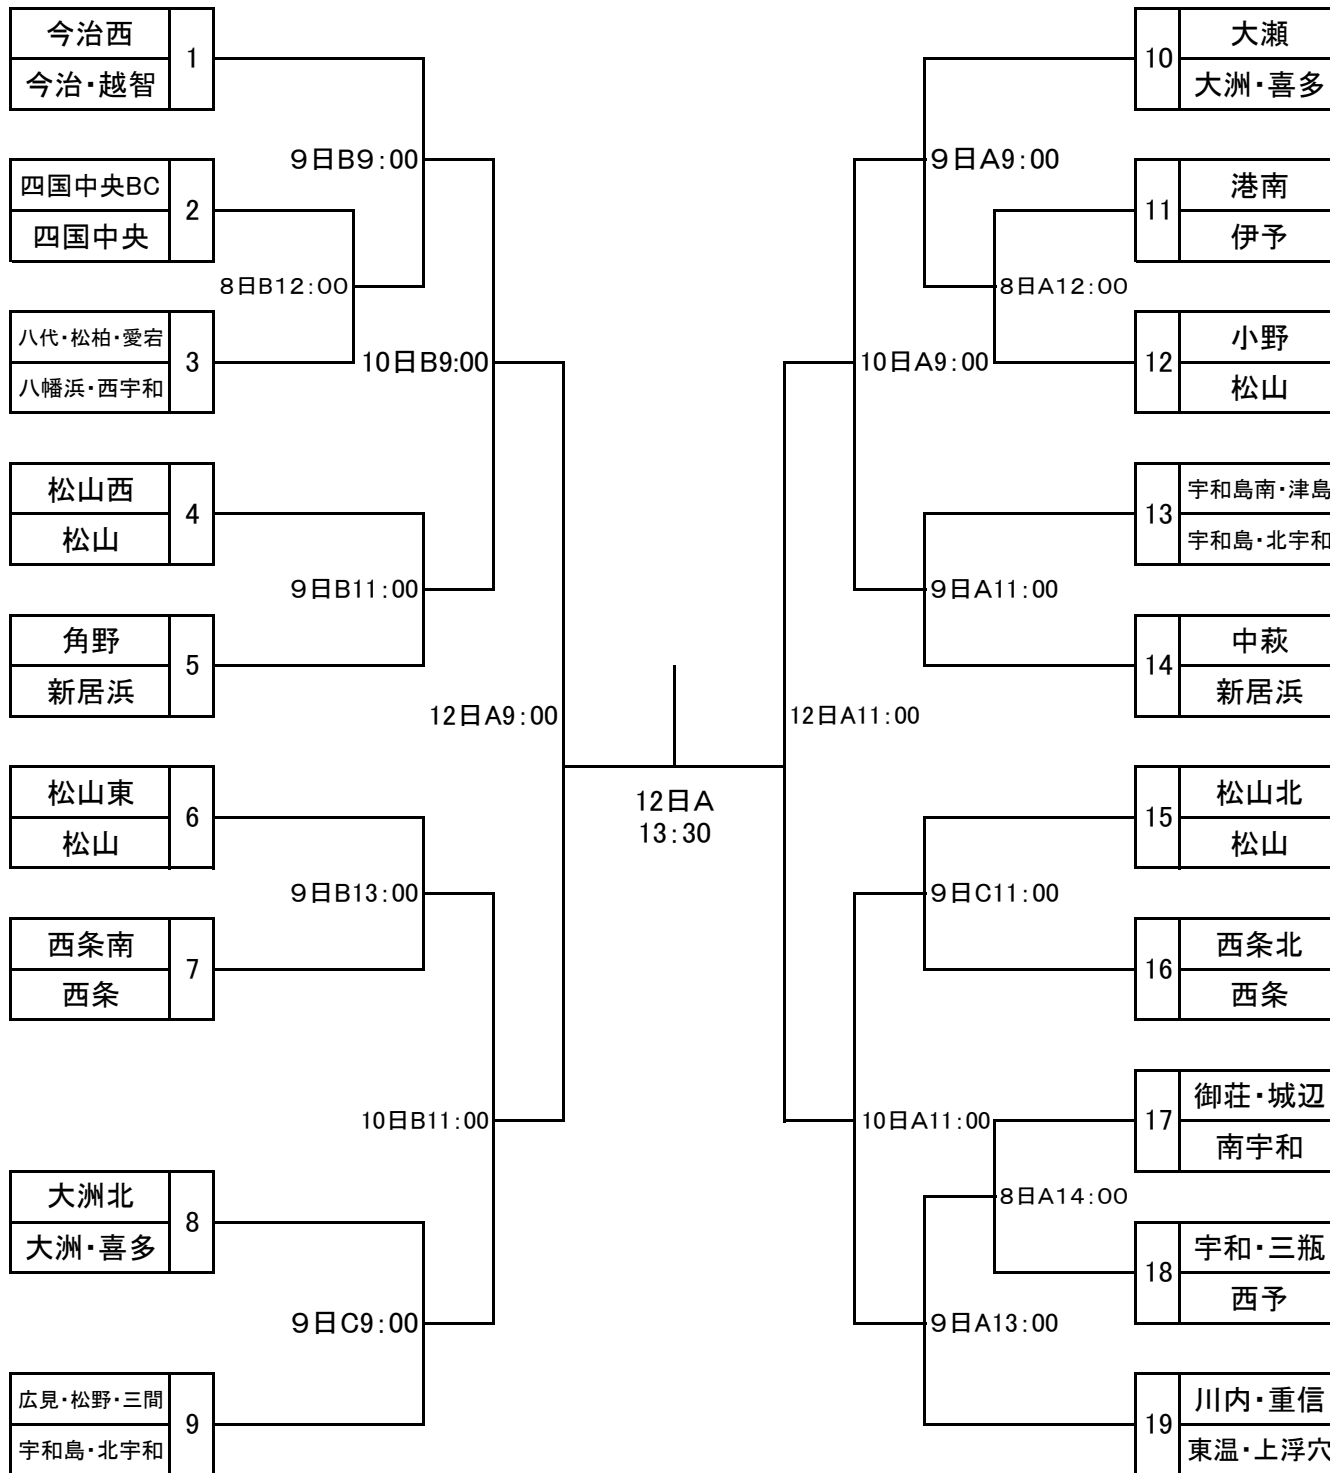 今治西
1
今治・越智
四国中央BC
2
四国中央
八代・松柏・愛宕
3
八幡浜・西宇和
松山西
4
松山
角野
5
新居浜
松山東
6
松山
西条南
7
西条
大洲北
8
大洲・喜多
広見・松野・三間
9
宇和島・北宇和
9日B9:00
8日B12:00
10日B9:00
9日B11:00
12日A9:00
9日B13:00
10日B11:00
9日C9:00
12日A
13:30
9日A9:00
8日A12:00
10日A9:00
9日A11:00
12日A11:00
9日C11:00
10日A11:00
8日A14:00
9日A13:00
大瀬
10
大洲・喜多
港南
11
伊予
小野
12
松山
宇和島南・津島
13
宇和島・北宇和
中萩
14
新居浜
松山北
15
松山
西条北
16
西条
御荘・城辺
17
南宇和
宇和・三瓶
18
西予
川内・重信
19
東温・上浮穴